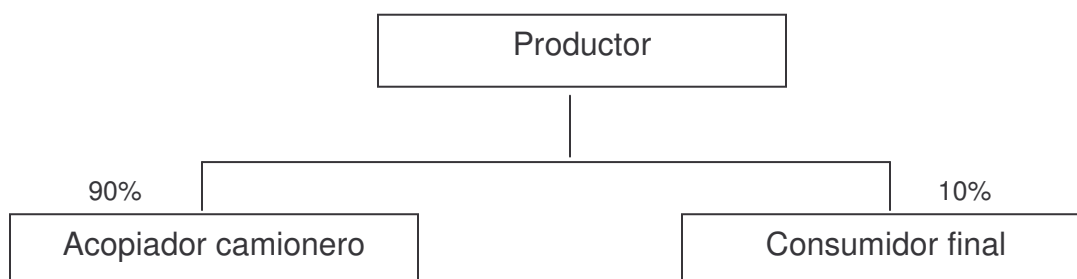 Productor
90%
10%
Acopiador camionero
Consumidor final